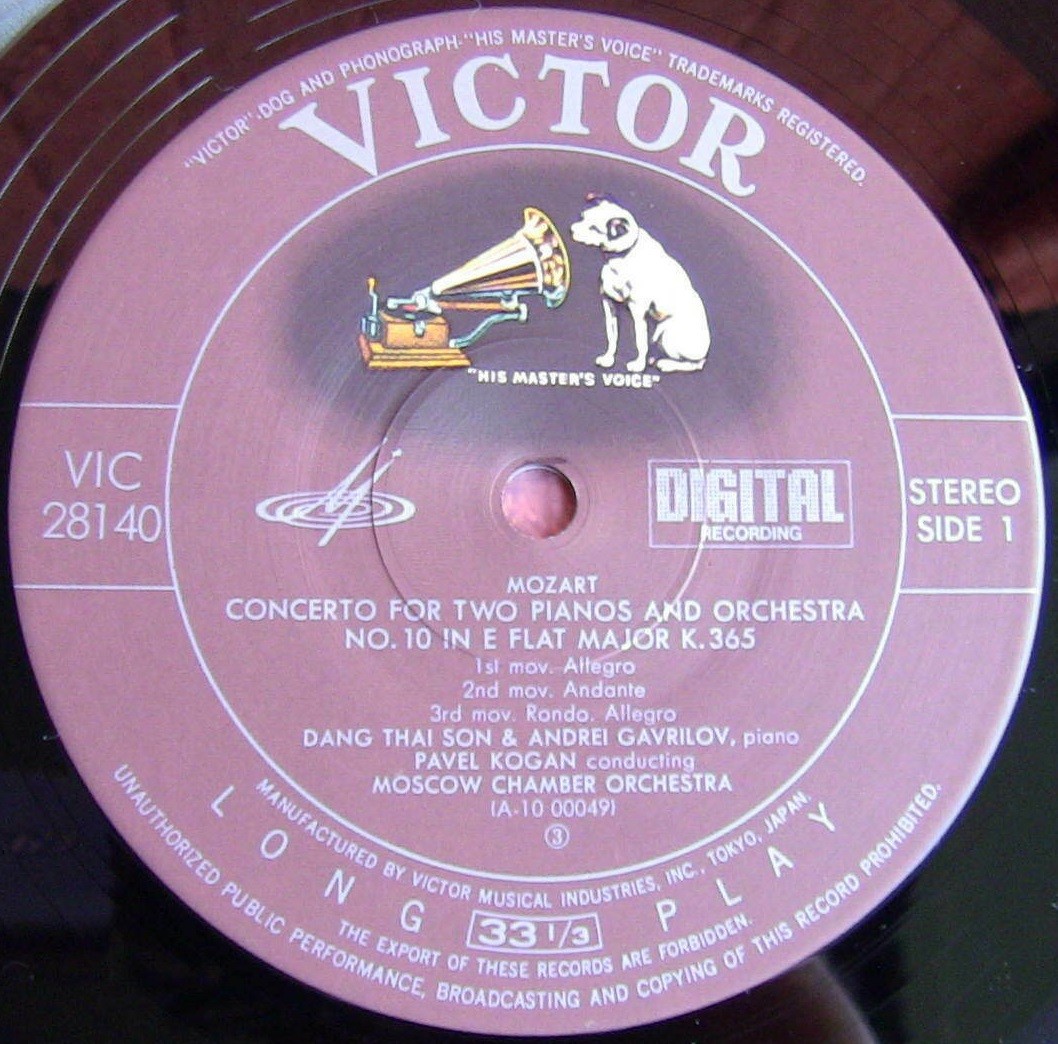 "VICTOR"-DOG AND PHONOGRAPH-"HIS MASTER'S VOICE" TRADEMARKS REGISTERED.
VICTOR
"HIS MASTER'S VOICE"
VIC
28140
DIGITAL
RECORDING
STEREO
SIDE 1
MOZART
CONCERTO FOR TWO PIANOS AND ORCHESTRA
NO.10 IN E FLAT MAJOR K.365
1st mov. Allegro
2nd mov. Andante
3rd mov. Rondo. Allegro
DANG THAI SON & ANDREI GAVRILOV, piano
PAVEL KOGAN conducting
MOSCOW CHAMBER ORCHESTRA
(A-10 00049)
③
MANUFACTURED BY VICTOR MUSICAL INDUSTRIES, INC., TOKYO, JAPAN.
LONG PLAY
33 1/3
THE EXPORT OF THESE RECORDS ARE FORBIDDEN.
UNAUTHORIZED PUBLIC PERFORMANCE, BROADCASTING AND COPYING OF THIS RECORD PROHIBITED.